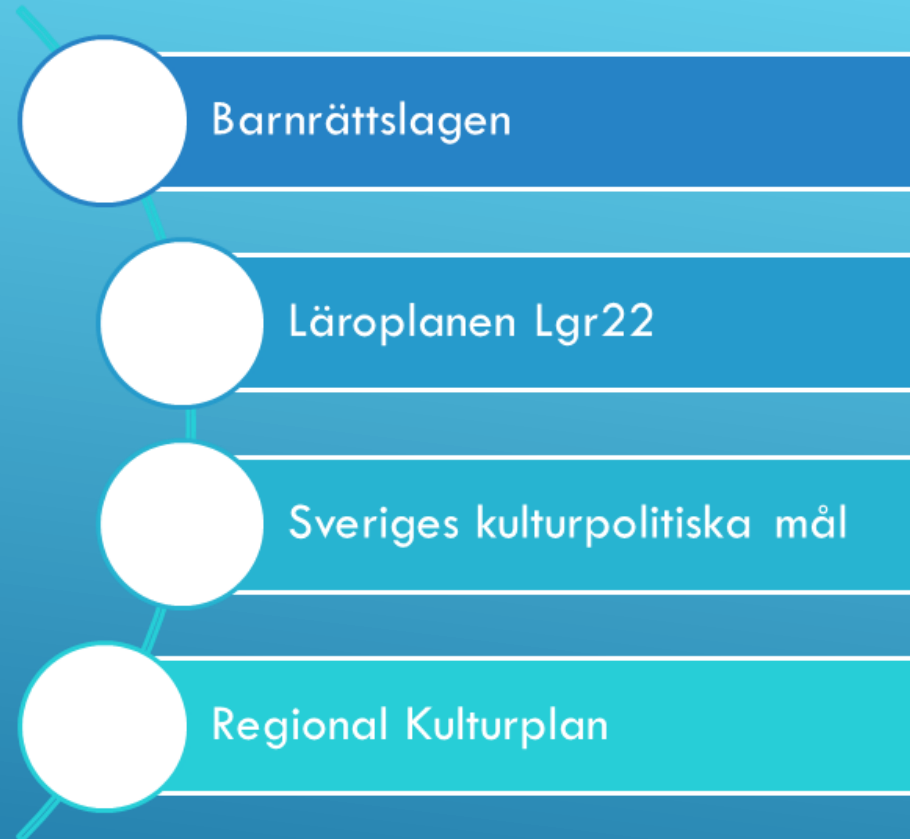 Barnrättslagen
Läroplanen Lgr22
Sveriges kulturpolitiska mål
Regional Kulturplan